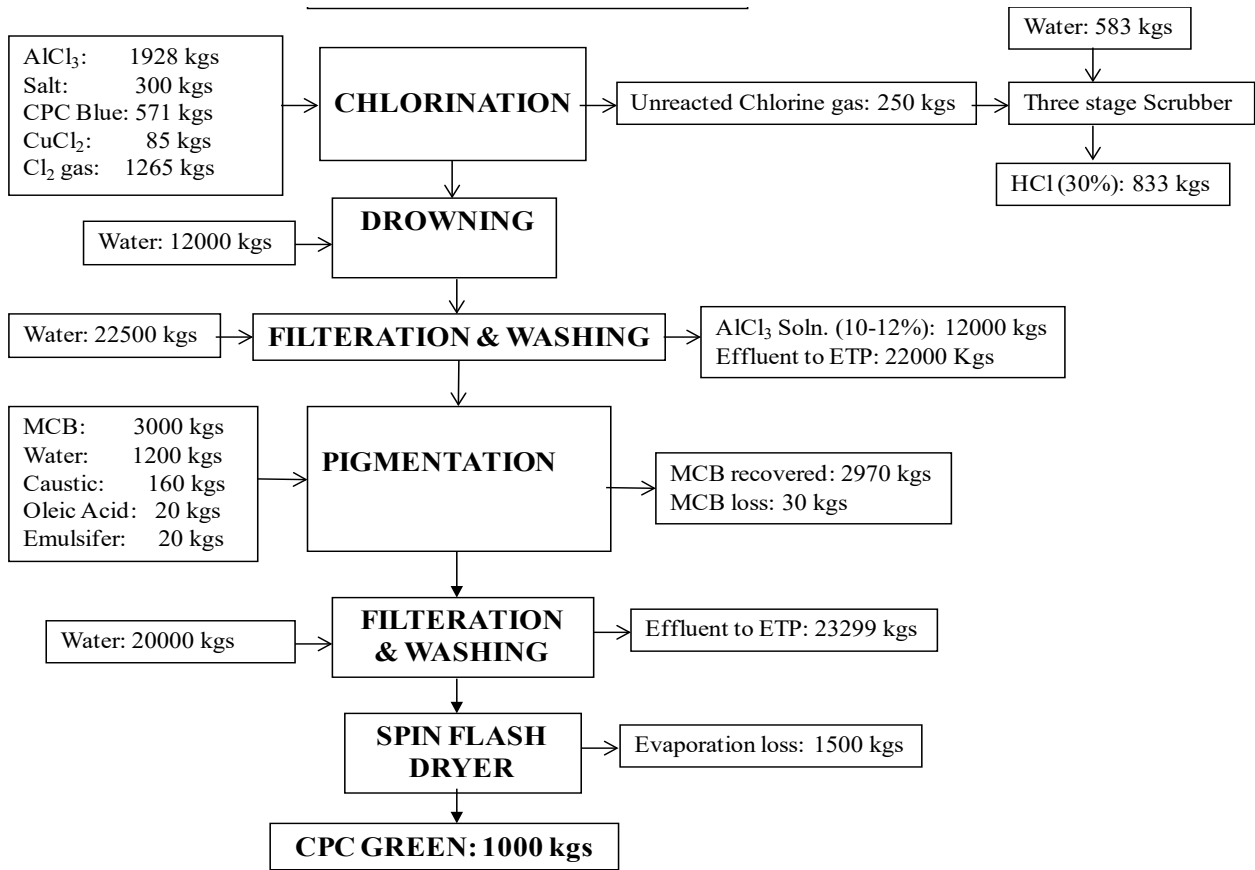 AlCl₃: 1928 kgs
Salt: 300 kgs
CPC Blue: 571 kgs
CuCl₂: 85 kgs
Cl₂ gas: 1265 kgs
CHLORINATION
Unreacted Chlorine gas: 250 kgs
Water: 583 kgs
Three stage Scrubber
HCl (30%): 833 kgs
Water: 12000 kgs
DROWNING
Water: 22500 kgs
FILTERATION & WASHING
AlCl₃ Soln. (10-12%): 12000 kgs
Effluent to ETP: 22000 Kgs
MCB: 3000 kgs
Water: 1200 kgs
Caustic: 160 kgs
Oleic Acid: 20 kgs
Emulsifer: 20 kgs
PIGMENTATION
MCB recovered: 2970 kgs
MCB loss: 30 kgs
Water: 20000 kgs
FILTERATION
& WASHING
Effluent to ETP: 23299 kgs
SPIN FLASH
DRYER
Evaporation loss: 1500 kgs
CPC GREEN: 1000 kgs